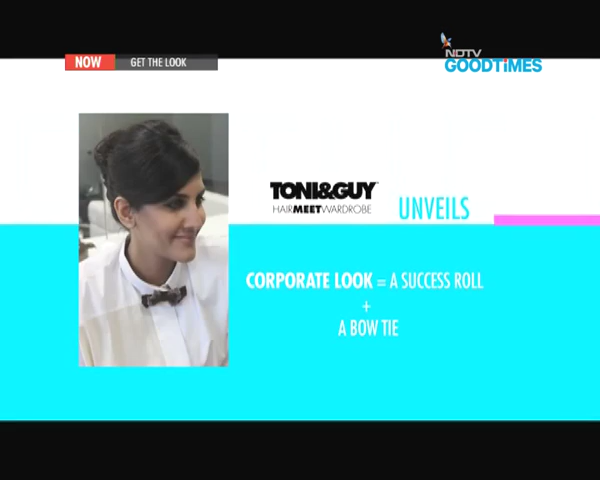 NOW GET THE LOOK
NDTV
GOODTiMES
TONI&GUY
HAIRMEETWARDROBE
UNVEILS
CORPORATE LOOK = A SUCCESS ROLL
+
A BOW TIE